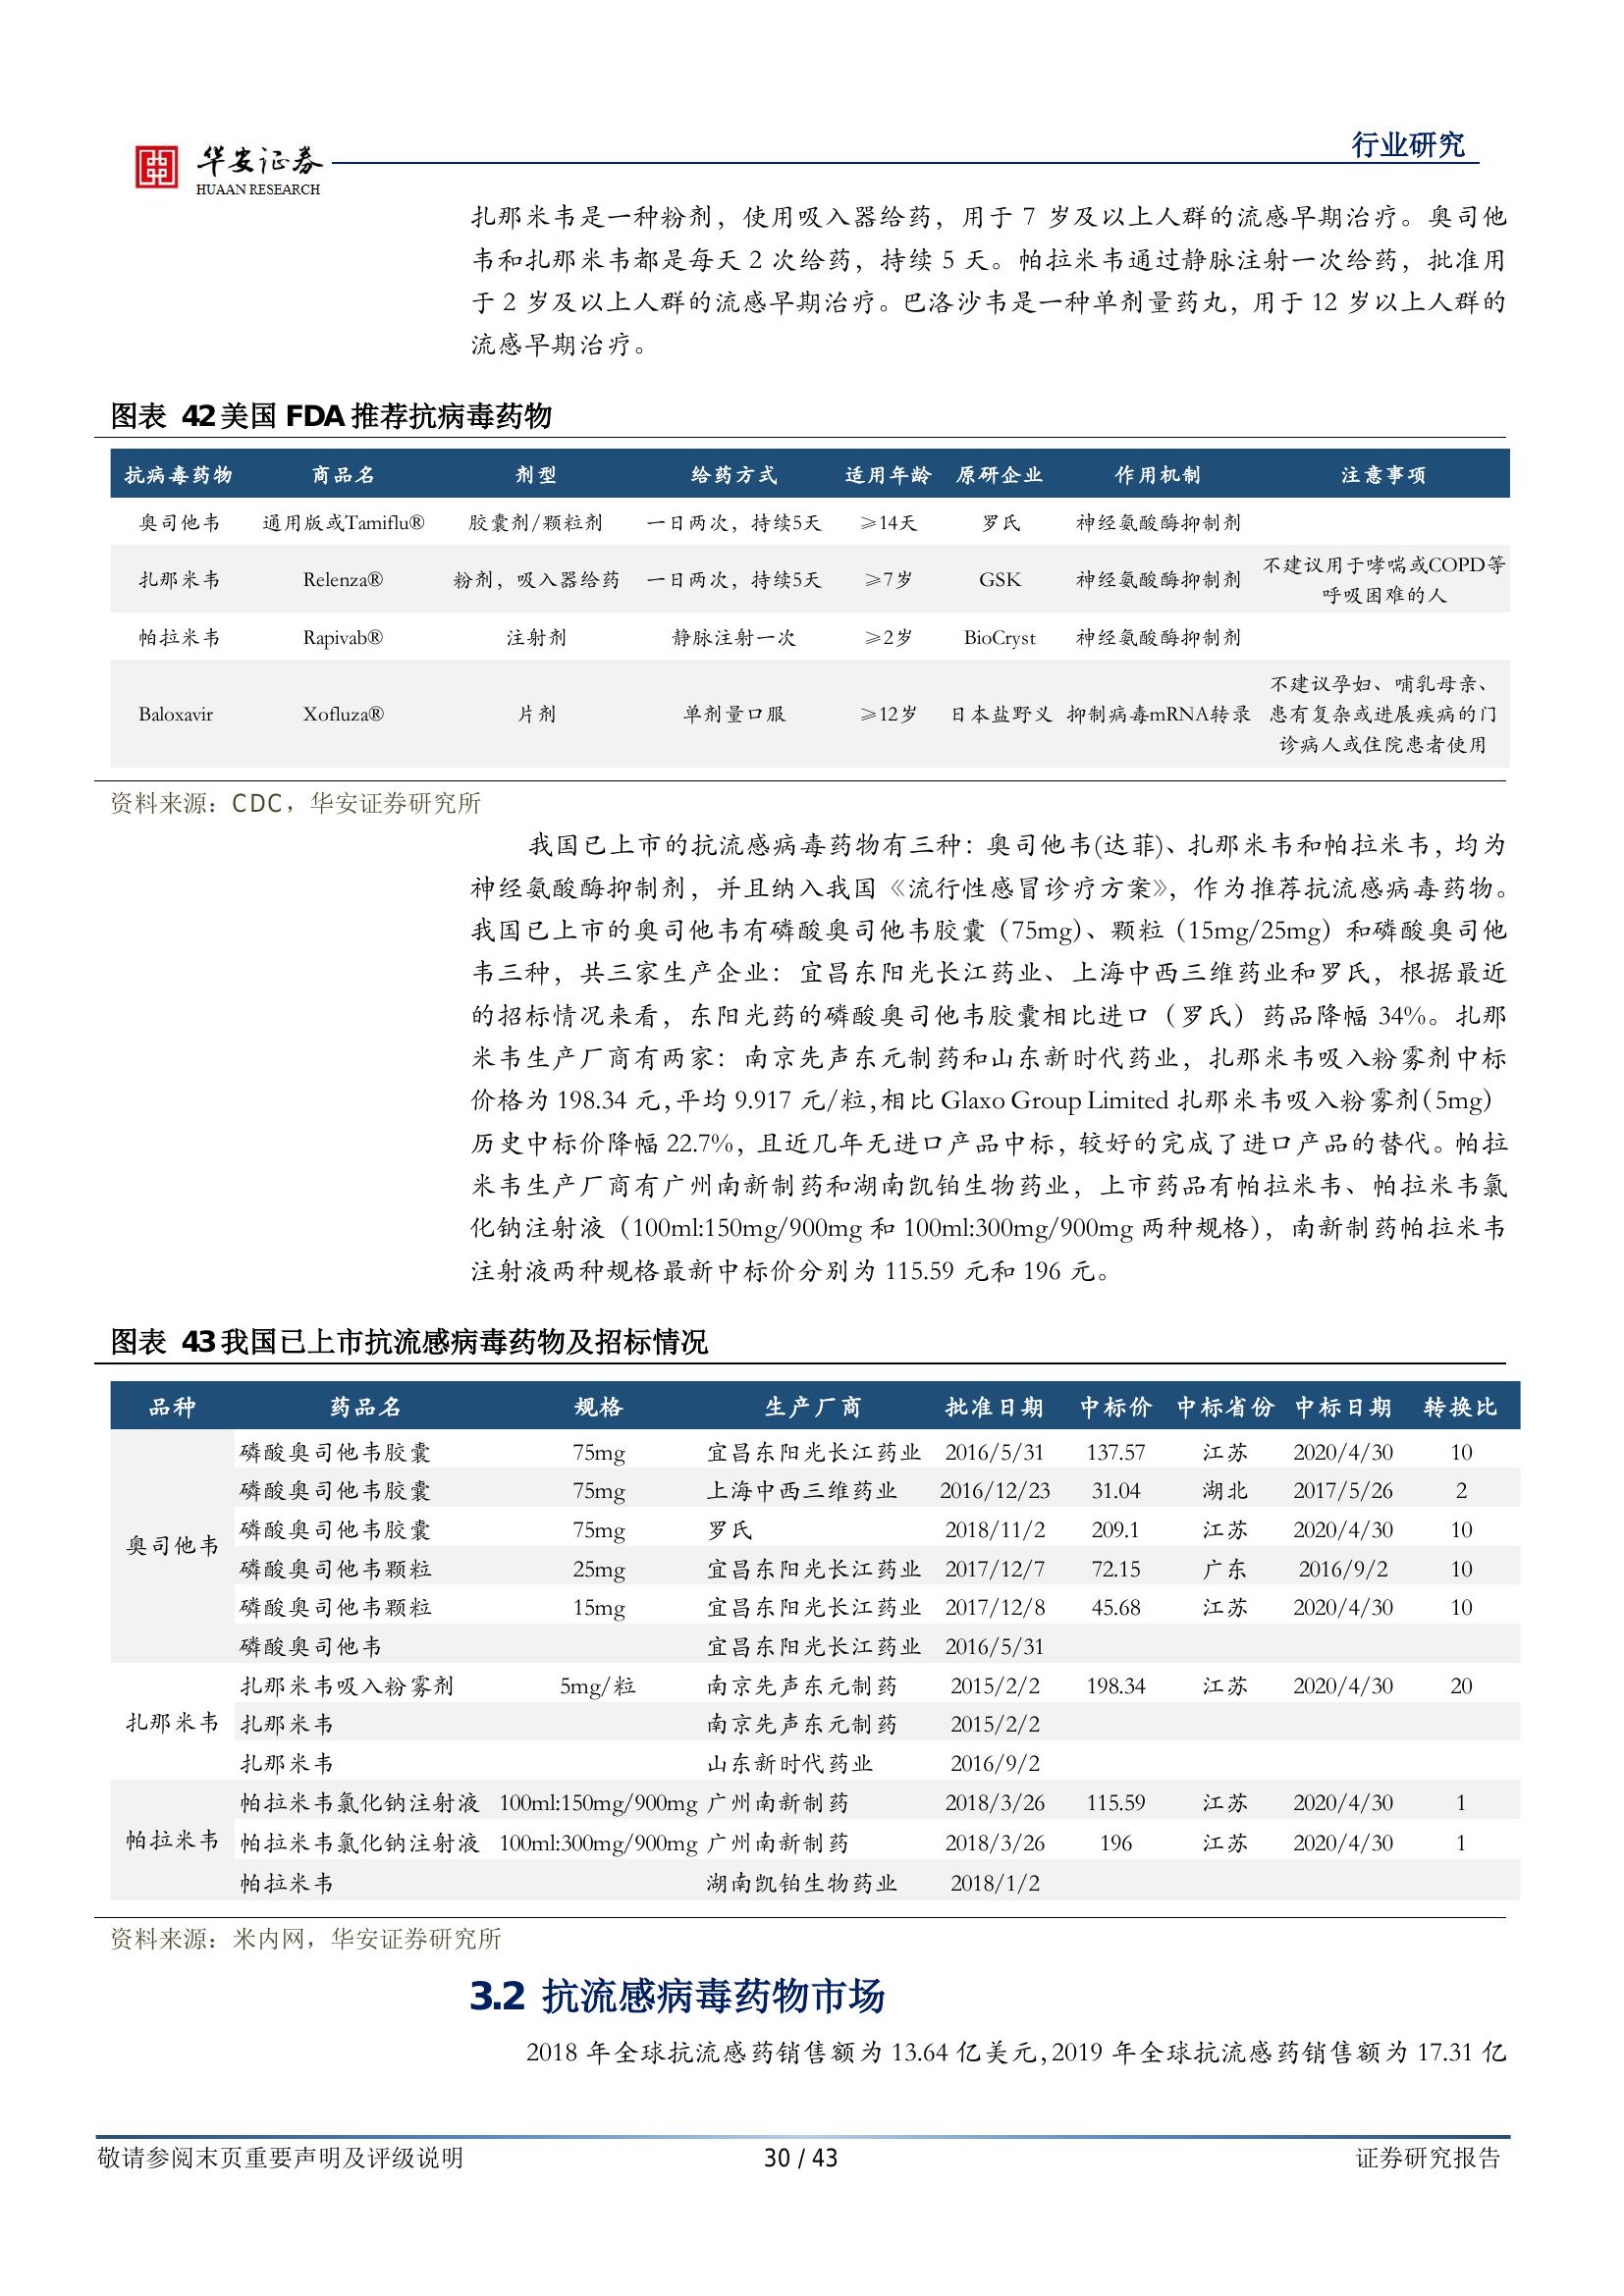 华安证券
HUAAN RESEARCH
行业研究
扎那米韦是一种粉剂，使用吸入器给药，用于 7 岁及以上人群的流感早期治疗。奥司他
韦和扎那米韦都是每天 2 次给药，持续 5 天。帕拉米韦通过静脉注射一次给药，批准用
于 2 岁及以上人群的流感早期治疗。巴洛沙韦是一种单剂量药丸，用于 12 岁以上人群的
流感早期治疗。
图表 42 美国 FDA 推荐抗病毒药物
抗病毒药物 商品名 剂型 给药方式 适用年龄 原研企业 作用机制 注意事项
奥司他韦 通用版或Tamiflu® 胶囊剂/颗粒剂 一日两次，持续5天 ≥14天 罗氏 神经氨酸酶抑制剂
扎那米韦 Relenza® 粉剂，吸入器给药 一日两次，持续5天 ≥7岁 GSK 神经氨酸酶抑制剂 不建议用于哮喘或COPD等
呼吸困难的人
帕拉米韦 Rapivab® 注射剂 静脉注射一次 ≥2岁 BioCryst 神经氨酸酶抑制剂
不建议孕妇、哺乳母亲、
Baloxavir Xofluza® 片剂 单剂量口服 ≥12岁 日本盐野义 抑制病毒mRNA转录 患有复杂或进展疾病的门
诊病人或住院患者使用
资料来源：CDC，华安证券研究所
我国已上市的抗流感病毒药物有三种：奥司他韦(达菲)、扎那米韦和帕拉米韦，均为
神经氨酸酶抑制剂，并且纳入我国《流行性感冒诊疗方案》，作为推荐抗流感病毒药物。
我国已上市的奥司他韦有磷酸奥司他韦胶囊（75mg）、颗粒（15mg/25mg）和磷酸奥司他
韦三种，共三家生产企业：宜昌东阳光长江药业、上海中西三维药业和罗氏，根据最近
的招标情况来看，东阳光药的磷酸奥司他韦胶囊相比进口（罗氏）药品降幅 34%。扎那
米韦生产厂商有两家：南京先声东元制药和山东新时代药业，扎那米韦吸入粉雾剂中标
价格为 198.34 元，平均 9.917 元/粒，相比 Glaxo Group Limited 扎那米韦吸入粉雾剂（5mg）
历史中标价降幅 22.7%，且近几年无进口产品中标，较好的完成了进口产品的替代。帕拉
米韦生产厂商有广州南新制药和湖南凯铂生物药业，上市药品有帕拉米韦、帕拉米韦氯
化钠注射液（100ml:150mg/900mg 和 100ml:300mg/900mg 两种规格），南新制药帕拉米韦
注射液两种规格最新中标价分别为 115.59 元和 196 元。
图表 43 我国已上市抗流感病毒药物及招标情况
品种 药品名 规格 生产厂商 批准日期 中标价 中标省份 中标日期 转换比
磷酸奥司他韦胶囊 75mg 宜昌东阳光长江药业 2016/5/31 137.57 江苏 2020/4/30 10
磷酸奥司他韦胶囊 75mg 上海中西三维药业 2016/12/23 31.04 湖北 2017/5/26 2
磷酸奥司他韦胶囊 75mg 罗氏 2018/11/2 209.1 江苏 2020/4/30 10
奥司他韦
磷酸奥司他韦颗粒 25mg 宜昌东阳光长江药业 2017/12/7 72.15 广东 2016/9/2 10
磷酸奥司他韦颗粒 15mg 宜昌东阳光长江药业 2017/12/8 45.68 江苏 2020/4/30 10
磷酸奥司他韦 宜昌东阳光长江药业 2016/5/31
扎那米韦吸入粉雾剂 5mg/粒 南京先声东元制药 2015/2/2 198.34 江苏 2020/4/30 20
扎那米韦 扎那米韦 南京先声东元制药 2015/2/2
扎那米韦 山东新时代药业 2016/9/2
帕拉米韦氯化钠注射液 100ml:150mg/900mg 广州南新制药 2018/3/26 115.59 江苏 2020/4/30 1
帕拉米韦 帕拉米韦氯化钠注射液 100ml:300mg/900mg 广州南新制药 2018/3/26 196 江苏 2020/4/30 1
帕拉米韦 湖南凯铂生物药业 2018/1/2
资料来源：米内网，华安证券研究所
3.2 抗流感病毒药物市场
2018 年全球抗流感药销售额为 13.64 亿美元，2019 年全球抗流感药销售额为 17.31 亿
敬请参阅末页重要声明及评级说明 30 / 43 证券研究报告